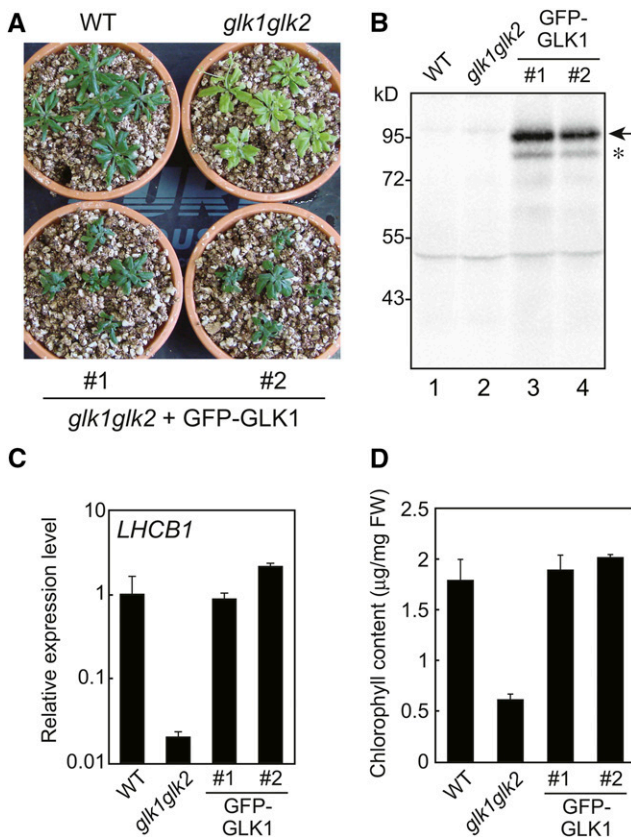 A
WT
glk1glk2
#1
#2
glk1glk2 + GFP-GLK1
B
WT
glk1glk2
GFP-
GLK1
#1
#2
kD
95-
72-
55-
43-
*
1 2 3 4
C
LHCB1
Relative expression level
10
1
0.1
0.01
WT
glk1glk2
#1 #2
GFP-
GLK1
D
Chlorophyll content (µg/mg FW)
2.5
2
1.5
1
0.5
0
WT
glk1glk2
#1 #2
GFP-
GLK1